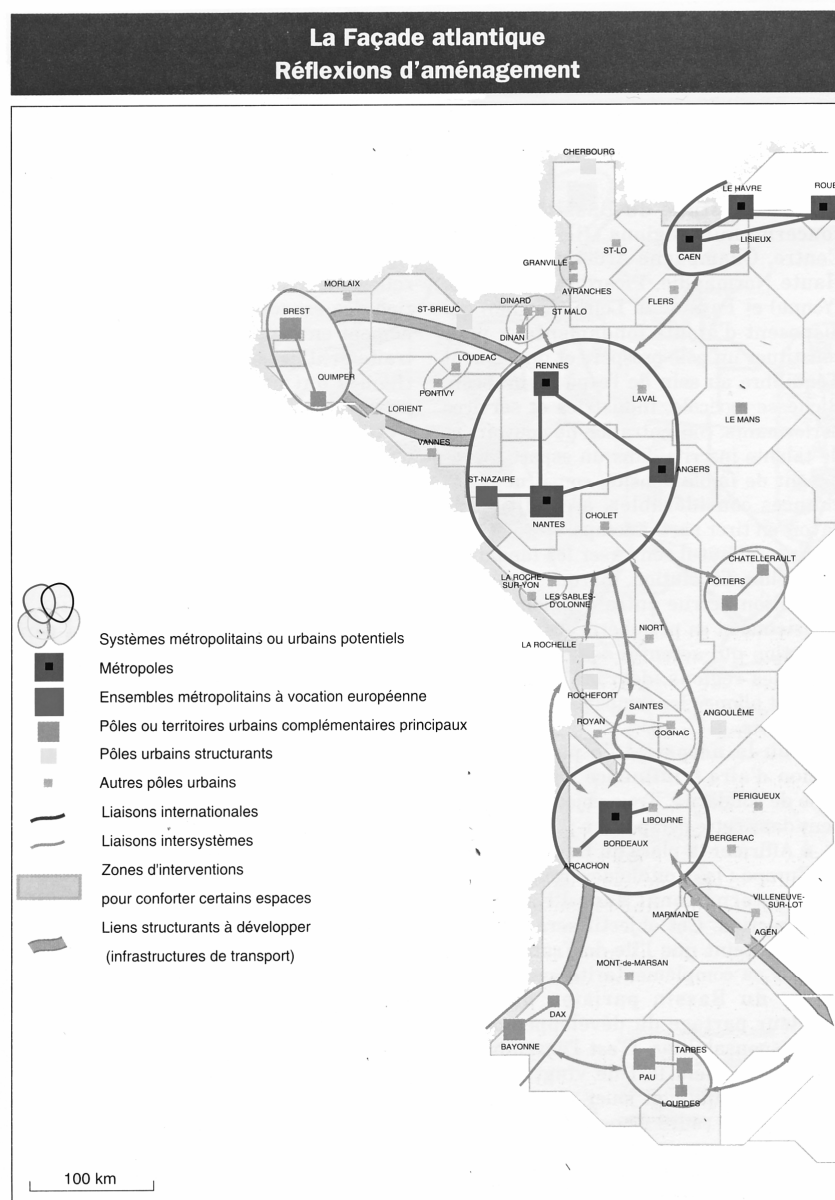 La Façade atlantique
Réflexions d'aménagement
CHERBOURG
LE HAVRE
ROUE
CAEN
LISIEUX
ST-LO
GRANVILLE
AVRANCHES
FLERS
MORLAIX
BREST
ST-BRIEUC
DINARD
ST MALO
DINAN
LOUDEAC
PONTIVY
QUIMPER
LORIENT
VANNES
RENNES
LAVAL
LE MANS
ANGERS
ST-NAZAIRE
NANTES
CHOLET
CHATELLERAULT
POITIERS
LA ROCHE-
SUR-YON
LES SABLES-
D'OLONNE
NIORT
LA ROCHELLE
ROCHEFORT
SAINTES
ROYAN
COGNAC
ANGOULÊME
PERIGUEUX
LIBOURNE
BORDEAUX
BERGERAC
ARCACHON
VILLENEUVE-
SUR-LOT
MARMANDE
AGEN
MONT-de-MARSAN
DAX
BAYONNE
TARBES
PAU
LOURDES
Systèmes métropolitains ou urbains potentiels
Métropoles
Ensembles métropolitains à vocation européenne
Pôles ou territoires urbains complémentaires principaux
Pôles urbains structurants
Autres pôles urbains
Liaisons internationales
Liaisons intersystèmes
Zones d'interventions
pour conforter certains espaces
Liens structurants à développer
(infrastructures de transport)
100 km